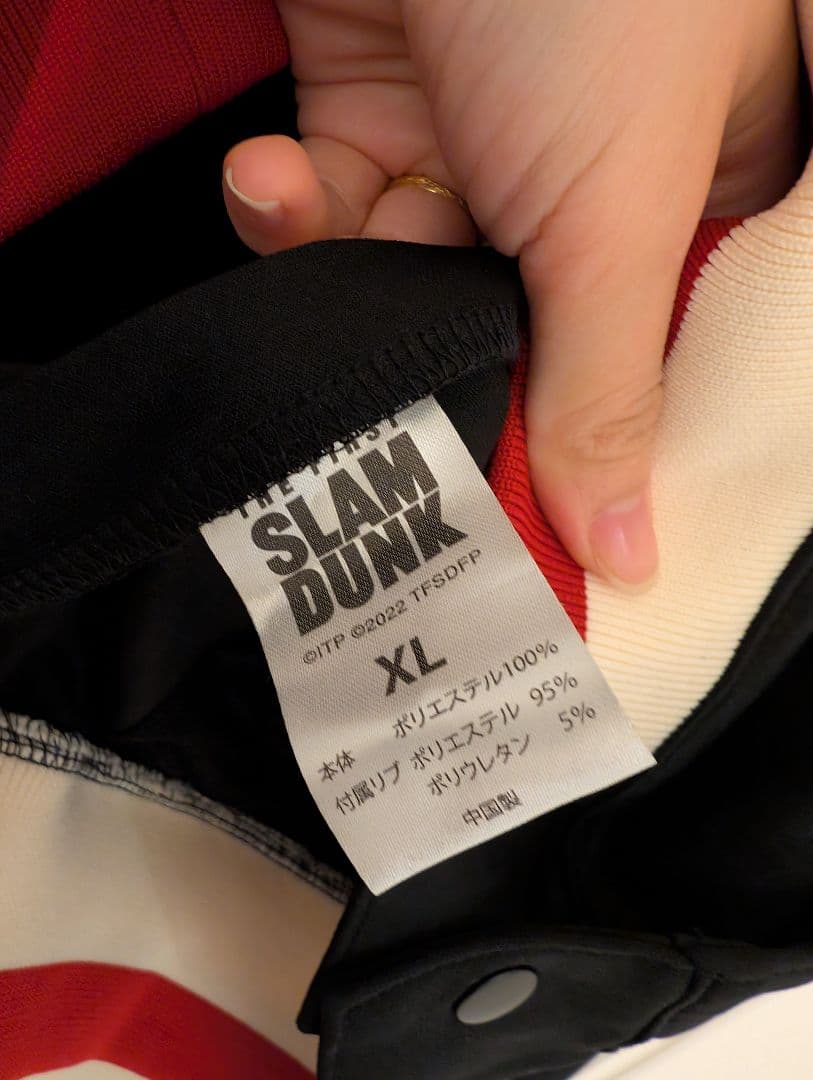 THE FIRST
SLAM
DUNK
©ITP ©2022 TFSDFP
XL
本体 ポリエステル100%
付属リブ ポリエステル 95%
ポリウレタン 5%
中国製